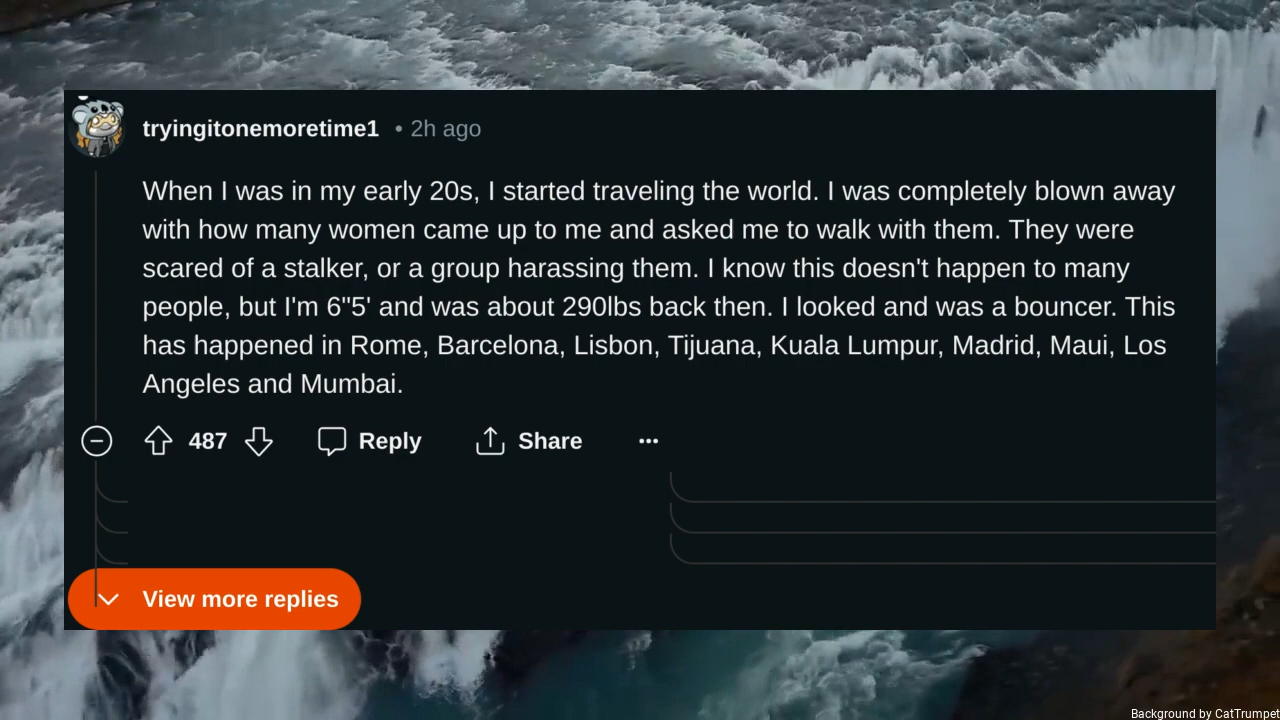 tryingitonemoretime1 • 2h ago
When I was in my early 20s, I started traveling the world. I was completely blown away
with how many women came up to me and asked me to walk with them. They were
scared of a stalker, or a group harassing them. I know this doesn't happen to many
people, but I'm 6"5' and was about 290lbs back then. I looked and was a bouncer. This
has happened in Rome, Barcelona, Lisbon, Tijuana, Kuala Lumpur, Madrid, Maui, Los
Angeles and Mumbai.
487 Reply Share •••
View more replies
Background by CatTrumpet